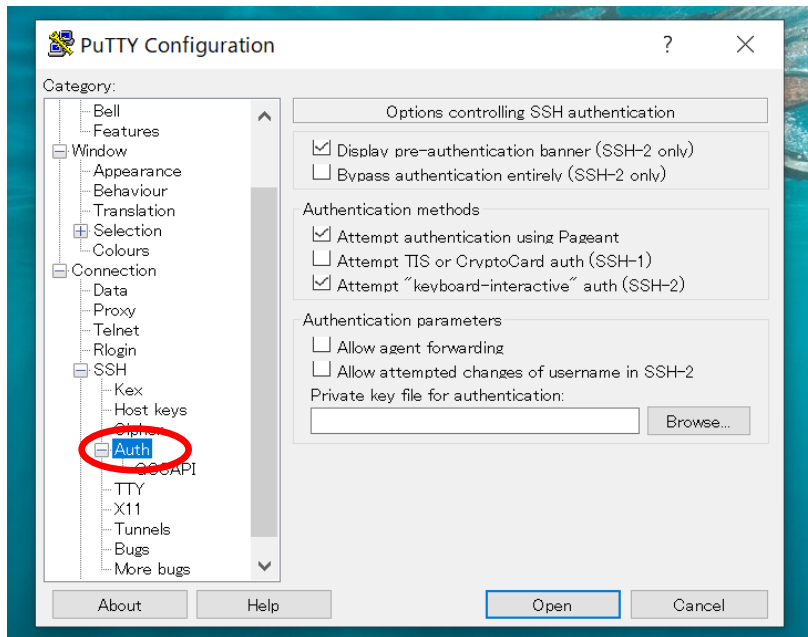 PuTTY Configuration
?
Category:
Bell
Features
Window
Appearance
Behaviour
Translation
Selection
Colours
Connection
Data
Proxy
Telnet
Rlogin
SSH
Kex
Host keys
Cipher
Auth
GSSAPI
TTY
X11
Tunnels
Bugs
More bugs
Options controlling SSH authentication
Display pre-authentication banner (SSH-2 only)
Bypass authentication entirely (SSH-2 only)
Authentication methods
Attempt authentication using Pageant
Attempt TIS or CryptoCard auth (SSH-1)
Attempt "keyboard-interactive" auth (SSH-2)
Authentication parameters
Allow agent forwarding
Allow attempted changes of username in SSH-2
Private key file for authentication:
Browse...
About
Help
Open
Cancel